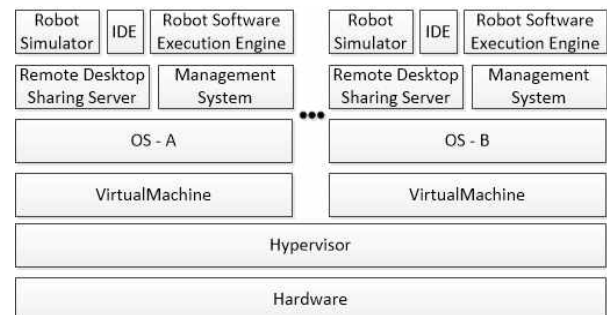 Robot Simulator
IDE
Robot Software Execution Engine
Robot Simulator
IDE
Robot Software Execution Engine
Remote Desktop Sharing Server
Management System
Remote Desktop Sharing Server
Management System
OS - A
OS - B
VirtualMachine
VirtualMachine
Hypervisor
Hardware